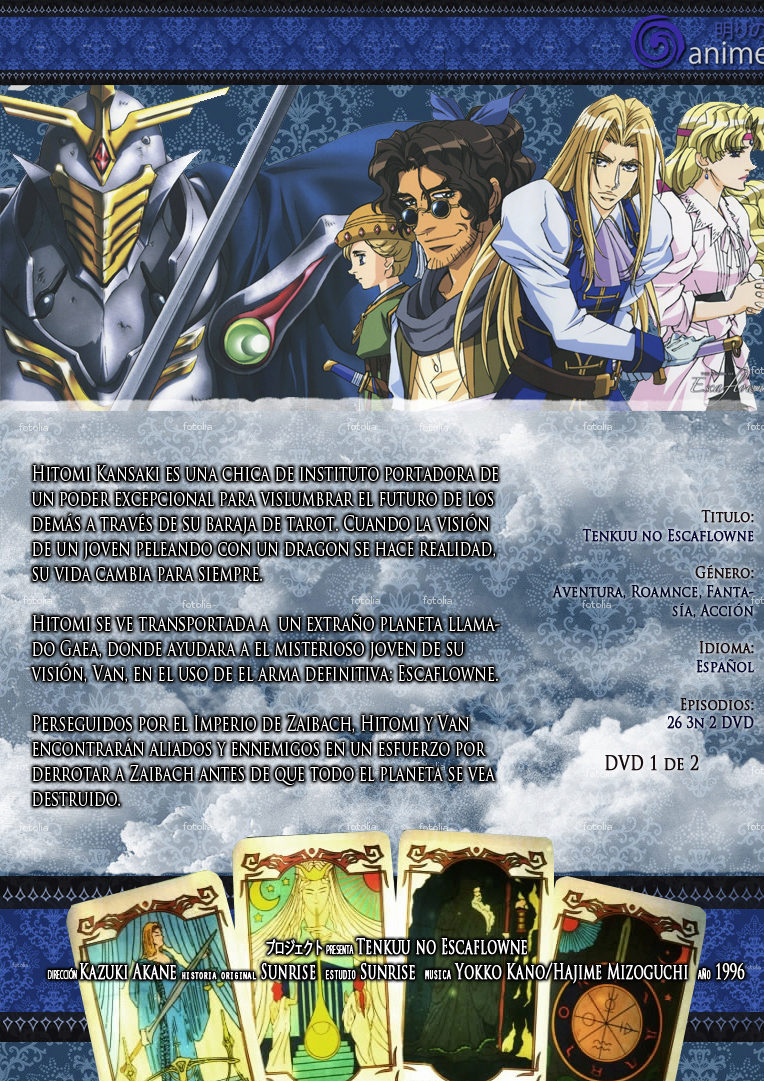 明りの
anime
Escaflowne
fotolia
HITOMI KANSAKI ES UNA CHICA DE INSTITUTO PORTADORA DE
UN PODER EXCEPCIONAL PARA VISLUMBRAR EL FUTURO DE LOS
DEMÁS A TRAVÉS DE SU BARAJA DE TAROT. CUANDO LA VISIÓN
DE UN JOVEN PELEANDO CON UN DRAGON SE HACE REALIDAD,
SU VIDA CAMBIA PARA SIEMPRE.
HITOMI SE VE TRANSPORTADA A UN EXTRAÑO PLANETA LLAMA-
DO GAEA, DONDE AYUDARA A EL MISTERIOSO JOVEN DE SU
VISIÓN, VAN, EN EL USO DE EL ARMA DEFINITIVA: ESCAFLOWNE.
PERSEGUIDOS POR EL IMPERIO DE ZAIBACH, HITOMI Y VAN
ENCONTRARÁN ALIADOS Y ENNEMIGOS EN UN ESFUERZO POR
DERROTAR A ZAIBACH ANTES DE QUE TODO EL PLANETA SE VEA
DESTRUIDO.
TITULO:
TENKUU NO ESCAFLOWNE
GÉNERO:
AVENTURA, ROAMNCE, FANTA-
SÍA, ACCIÓN
IDIOMA:
ESPAÑOL
EPISODIOS:
26 3N 2 DVD
DVD 1 DE 2
プロジェクト PRESENTA TENKUU NO ESCAFLOWNE
DIRECCIÓN KAZUKI AKANE HISTORIA ORIGINAL SUNRISE ESTUDIO SUNRISE MUSICA YOKKO KANO/HAJIME MIZOGUCHI AÑO 1996